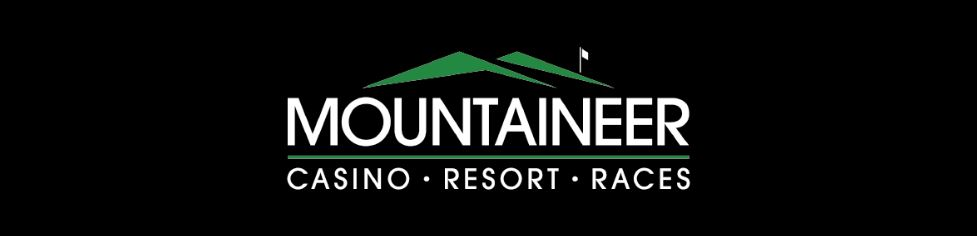 MOUNTAINEER
CASINO • RESORT • RACES